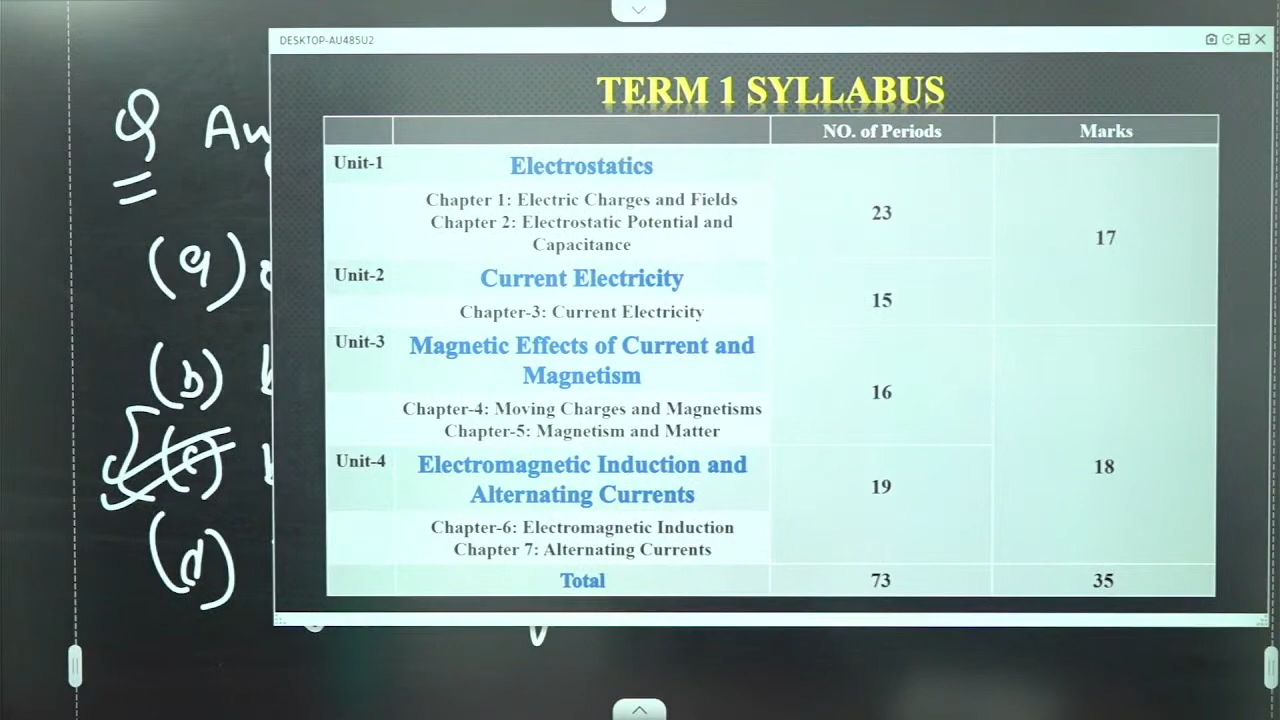 DESKTOP-AU485U2
TERM 1 SYLLABUS
NO. of Periods Marks
Unit-1 Electrostatics
Chapter 1: Electric Charges and Fields
Chapter 2: Electrostatic Potential and
Capacitance
23
17
Unit-2 Current Electricity
Chapter-3: Current Electricity
15
Unit-3 Magnetic Effects of Current and
Magnetism
Chapter-4: Moving Charges and Magnetisms
Chapter-5: Magnetism and Matter
16
Unit-4 Electromagnetic Induction and
Alternating Currents
Chapter-6: Electromagnetic Induction
Chapter 7: Alternating Currents
19
18
Total 73 35
Q
(a)
(b)
(c)
(d)